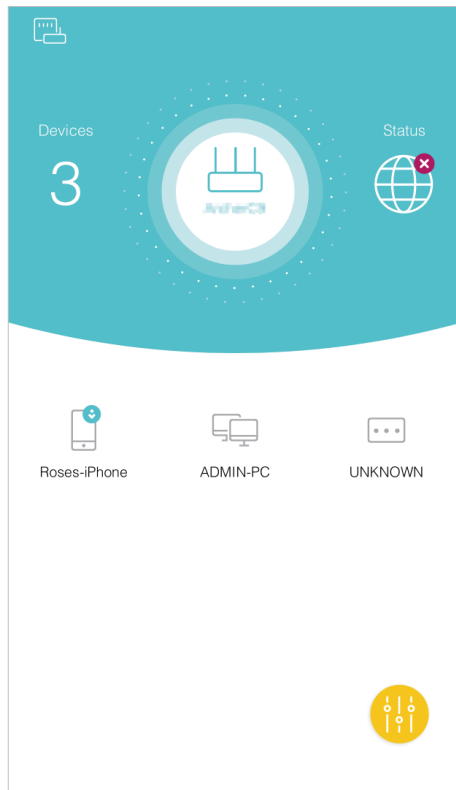 Devices
Status
3
Roses-iPhone
ADMIN-PC
UNKNOWN